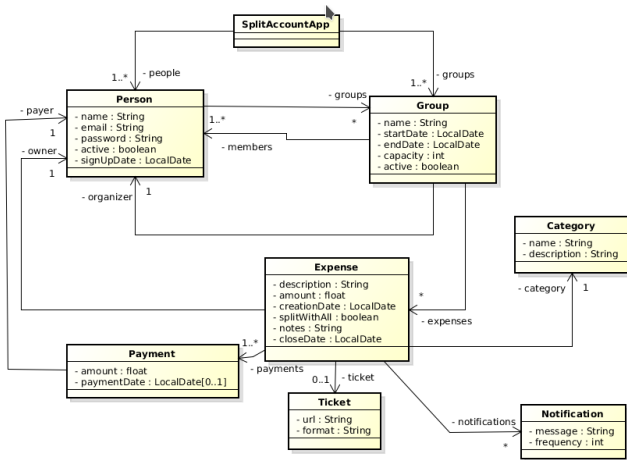 SplitAccountApp
1..*
- people
1..*
- groups
Person
- name : String
- email : String
- password : String
- active : boolean
- signUpDate : LocalDate
- groups
*
1..*
- members
Group
- name : String
- startDate : LocalDate
- endDate : LocalDate
- capacity : int
- active : boolean
- payer
1
- owner
1
- organizer
1
Category
- name : String
- description : String
- category
1
Expense
- description : String
- amount : float
- creationDate : LocalDate
- splitWithAll : boolean
- notes : String
- closeDate : LocalDate
*
- expenses
Payment
- amount : float
- paymentDate : LocalDate[0..1]
1..*
- payments
0..1
- ticket
Ticket
- url : String
- format : String
- notifications
*
Notification
- message : String
- frequency : int